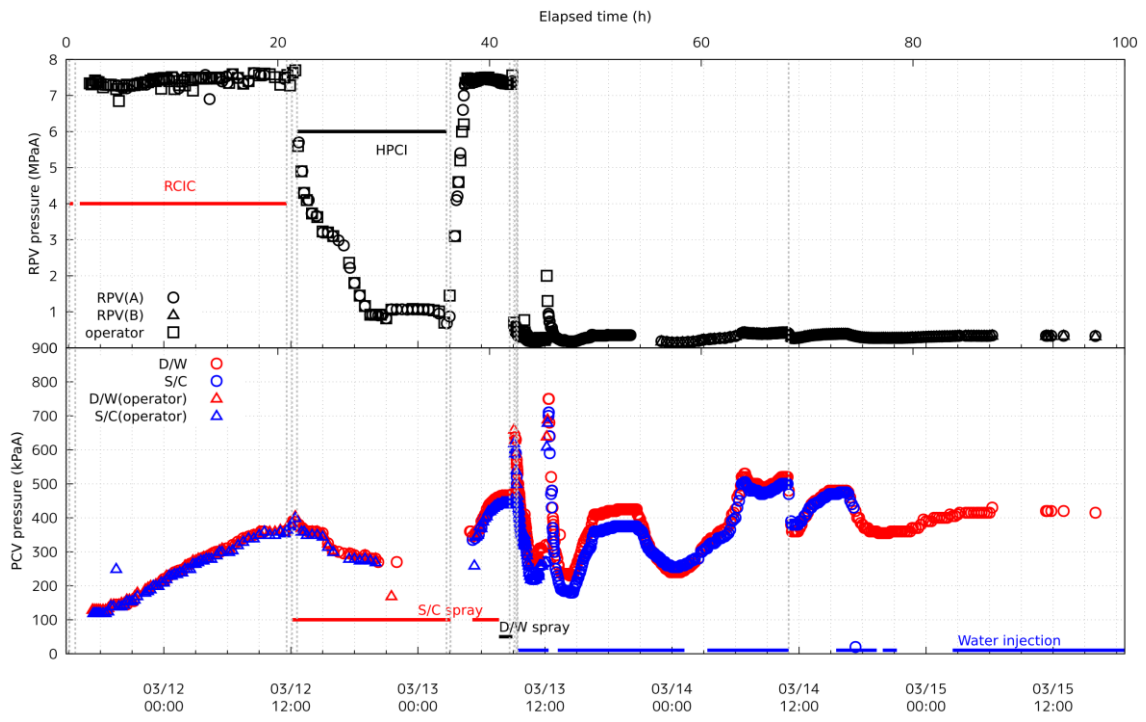 Elapsed time (h)
0 20 40 60 80 100
8
7
6
5
4
3
2
1
RPV pressure (MPaA)
HPCI
RCIC
RPV(A)
RPV(B)
operator
900
800
700
600
500
400
300
200
100
0
PCV pressure (kPaA)
D/W
S/C
D/W(operator)
S/C(operator)
S/C spray
D/W spray
Water injection
03/12 03/12 03/13 03/13 03/14 03/14 03/15 03/15
00:00 12:00 00:00 12:00 00:00 12:00 00:00 12:00